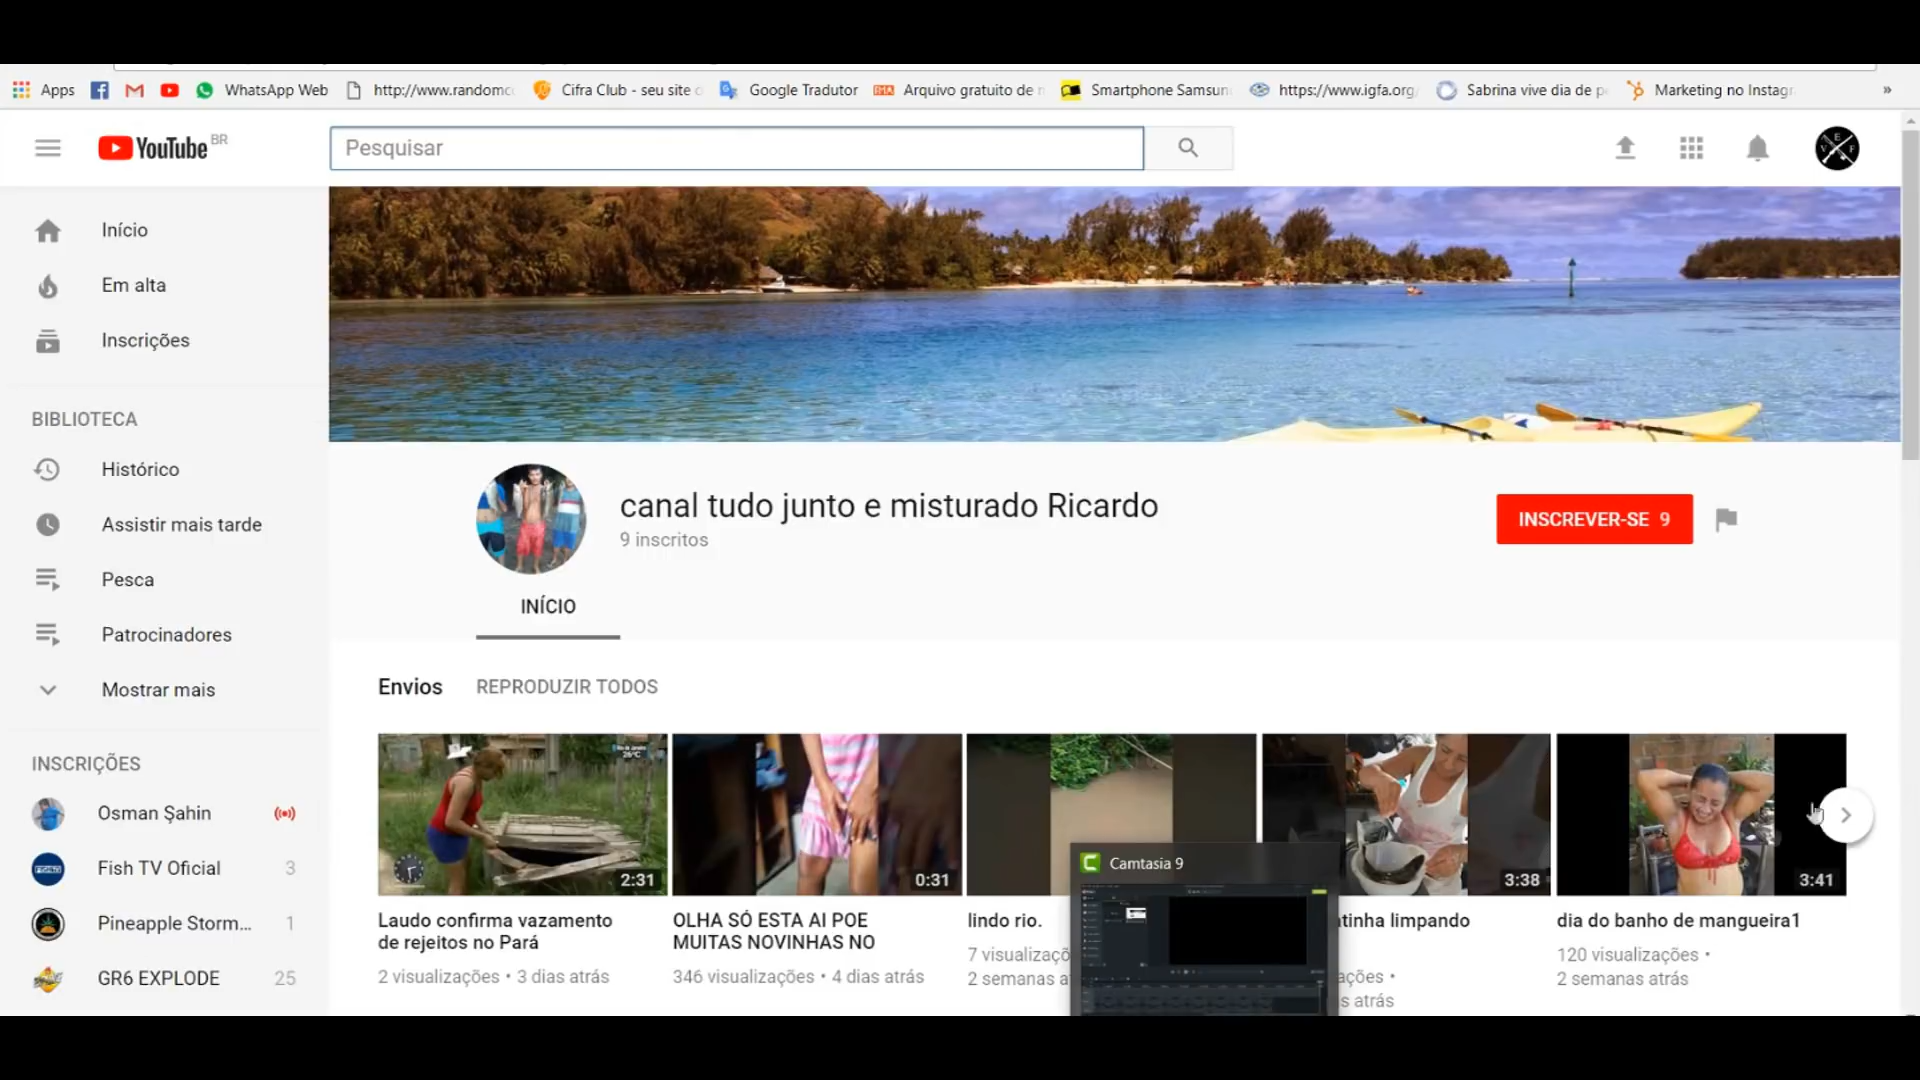 Apps
WhatsApp Web
http://www.randomc
Cifra Club - seu site d
Google Tradutor
Arquivo gratuito de
Smartphone Samsun
https://www.igfa.org
Sabrina vive dia de p
Marketing no Instagr
»
YouTube BR
Pesquisar
Início
Em alta
Inscrições
BIBLIOTECA
Histórico
Assistir mais tarde
Pesca
Patrocinadores
Mostrar mais
INSCRIÇÕES
Osman Şahin
Fish TV Oficial 3
Pineapple Storm... 1
GR6 EXPLODE 25
canal tudo junto e misturado Ricardo
9 inscritos
INSCREVER-SE 9
INÍCIO
Envios REPRODUZIR TODOS
26°C
2:31
Laudo confirma vazamento
de rejeitos no Pará
2 visualizações • 3 dias atrás
0:31
OLHA SÓ ESTA AI POE
MUITAS NOVINHAS NO
346 visualizações • 4 dias atrás
lindo rio.
7 visualizaçõ
2 semanas a
Camtasia 9
3:38
tinha limpando
ações •
s atrás
3:41
dia do banho de mangueira1
120 visualizações •
2 semanas atrás